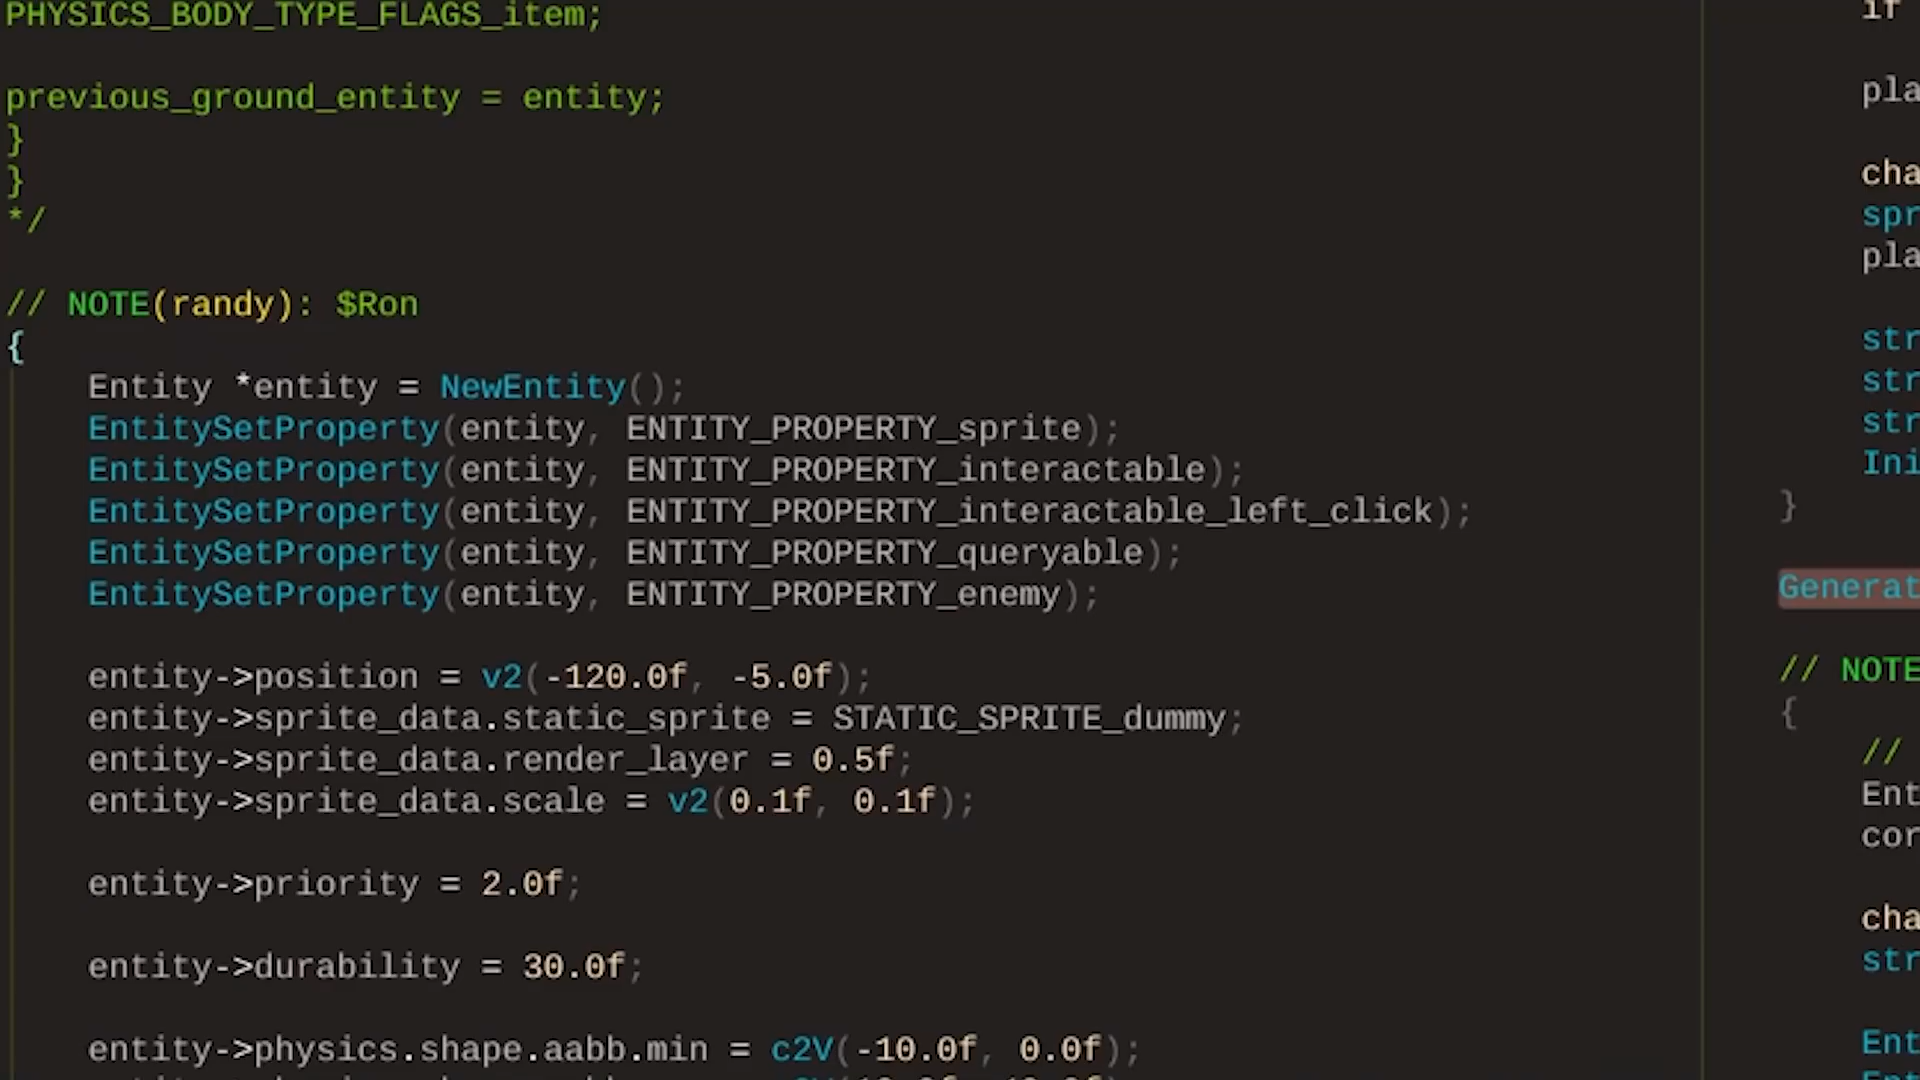 PHYSICS_BODY_TYPE_FLAGS_item;
previous_ground_entity = entity;
}
}
*/
// NOTE(randy): $Ron
{
Entity *entity = NewEntity();
EntitySetProperty(entity, ENTITY_PROPERTY_sprite);
EntitySetProperty(entity, ENTITY_PROPERTY_interactable);
EntitySetProperty(entity, ENTITY_PROPERTY_interactable_left_click);
EntitySetProperty(entity, ENTITY_PROPERTY_queryable);
EntitySetProperty(entity, ENTITY_PROPERTY_enemy);
entity->position = v2(-120.0f, -5.0f);
entity->sprite_data.static_sprite = STATIC_SPRITE_dummy;
entity->sprite_data.render_layer = 0.5f;
entity->sprite_data.scale = v2(0.1f, 0.1f);
entity->priority = 2.0f;
entity->durability = 30.0f;
entity->physics.shape.aabb.min = c2V(-10.0f, 0.0f);
if
pla
cha
spr
pla
str
str
str
Ini
}
Generat
// NOTE
{
//
Ent
cor
cha
str
Ent